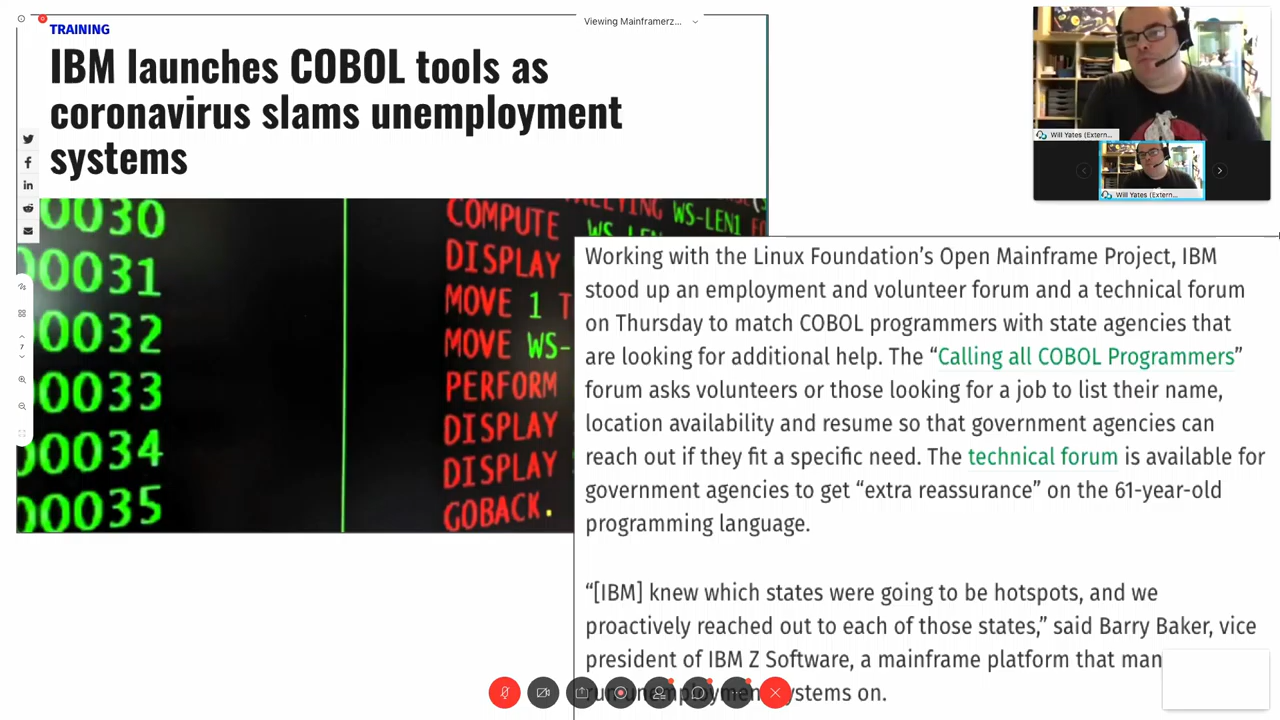 Viewing Mainframerz...
TRAINING
IBM launches COBOL tools as
coronavirus slams unemployment
systems
00030
00031
00032
00033
00034
00035
COMPUTE
DISPLAY
MOVE 1 T
MOVE WS-
PERFORM
DISPLAY
DISPLAY
GOBACK.
WS-LEN1
7
Working with the Linux Foundation’s Open Mainframe Project, IBM
stood up an employment and volunteer forum and a technical forum
on Thursday to match COBOL programmers with state agencies that
are looking for additional help. The “Calling all COBOL Programmers”
forum asks volunteers or those looking for a job to list their name,
location availability and resume so that government agencies can
reach out if they fit a specific need. The technical forum is available for
government agencies to get “extra reassurance” on the 61-year-old
programming language.
“[IBM] knew which states were going to be hotspots, and we
proactively reached out to each of those states,” said Barry Baker, vice
president of IBM Z Software, a mainframe platform that man
systems on.
Will Yates (Extern...
Will Yates (Extern...